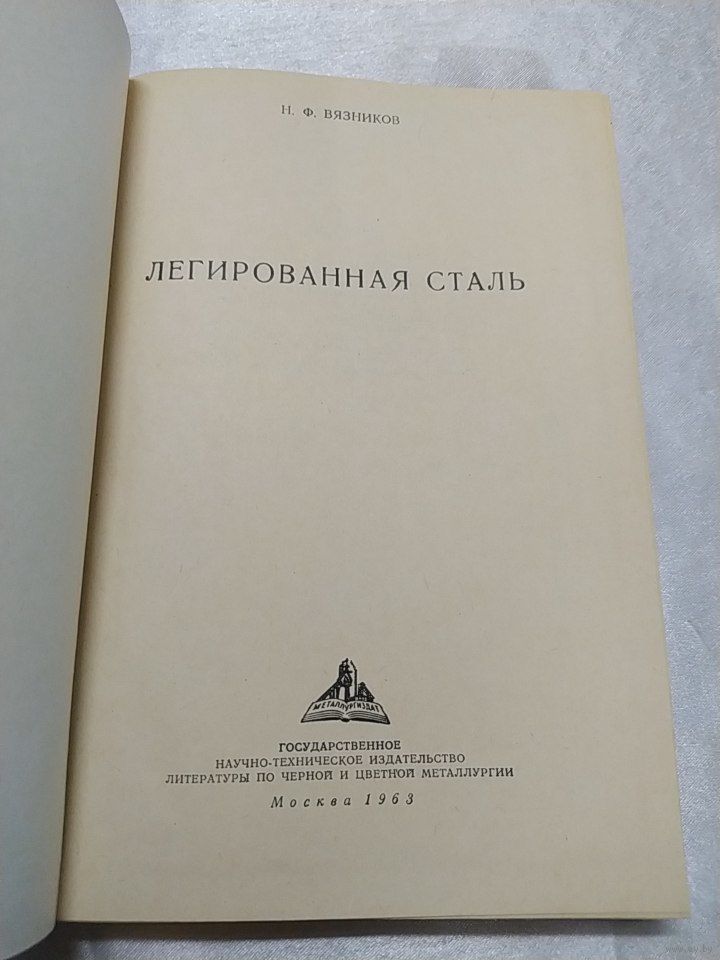 Н. Ф. ВЯЗНИКОВ
ЛЕГИРОВАННАЯ СТАЛЬ
МЕТАЛЛУРГИЗДАТ
ГОСУДАРСТВЕННОЕ
НАУЧНО-ТЕХНИЧЕСКОЕ ИЗДАТЕЛЬСТВО
ЛИТЕРАТУРЫ ПО ЧЕРНОЙ И ЦВЕТНОЙ МЕТАЛЛУРГИИ
Москва 1963